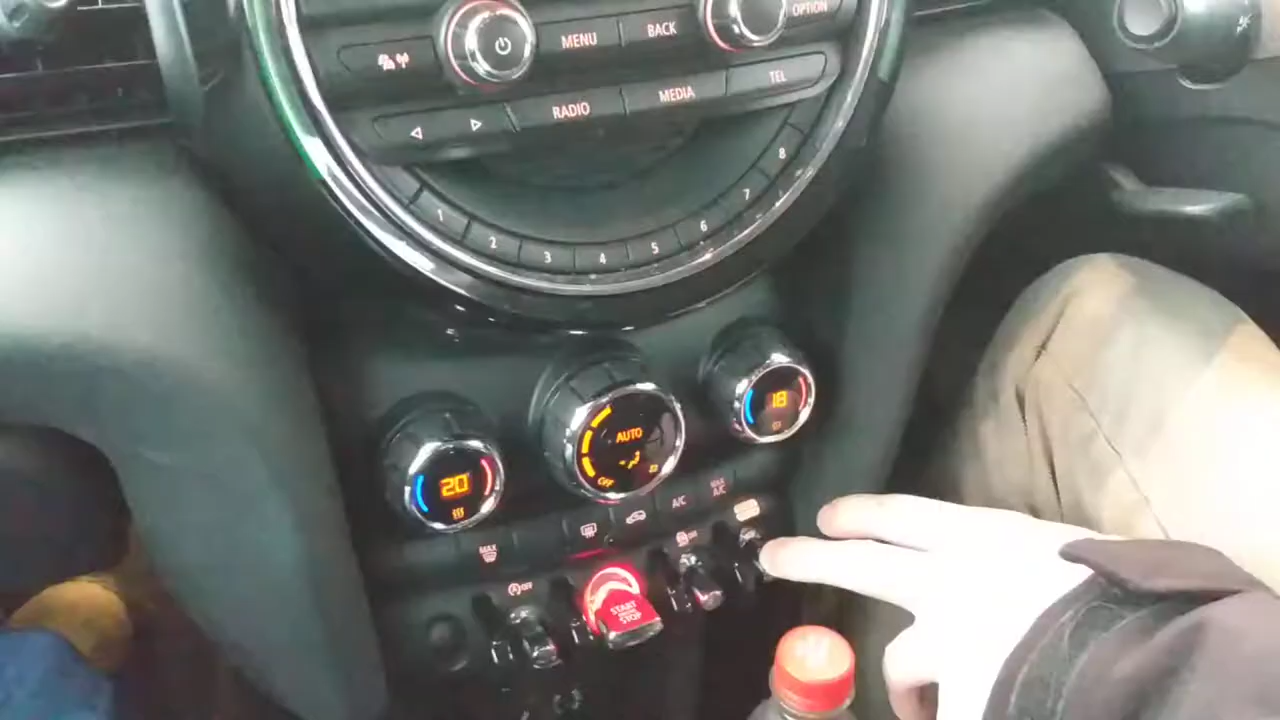 OPTION
MENU BACK
RADIO MEDIA TEL
1 2 3 4 5 6 7 8
20 AUTO 18
OFF
MAX A/C MAX A/C
OFF
START
STOP